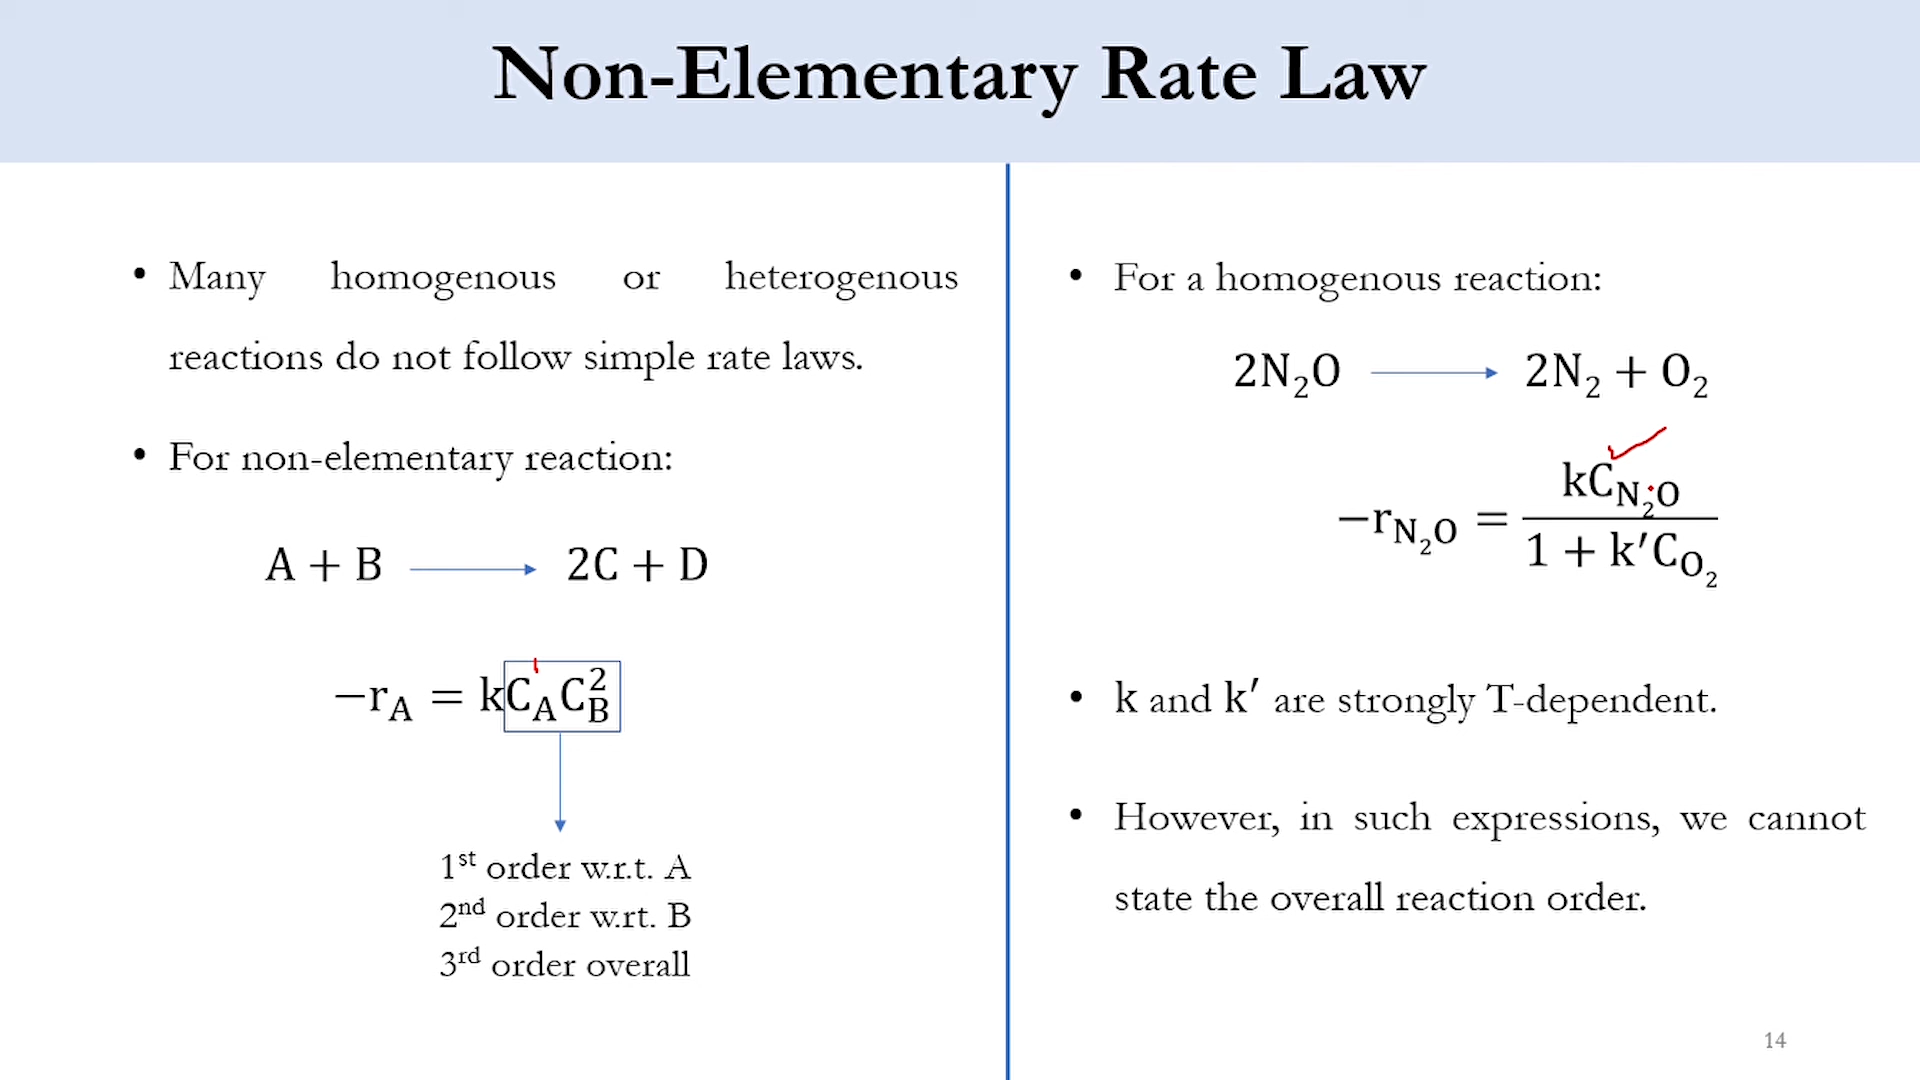 Non-Elementary Rate Law
• Many homogenous or heterogenous
reactions do not follow simple rate laws.
• For non-elementary reaction:
A + B ⟶ 2C + D
−r_A = kC_A C_B^2
1st order w.r.t. A
2nd order w.rt. B
3rd order overall
• For a homogenous reaction:
2N₂O ⟶ 2N₂ + O₂
−r_N₂O = kC_N₂O / (1 + k′C_O₂)
• k and k′ are strongly T-dependent.
• However, in such expressions, we cannot
state the overall reaction order.
14